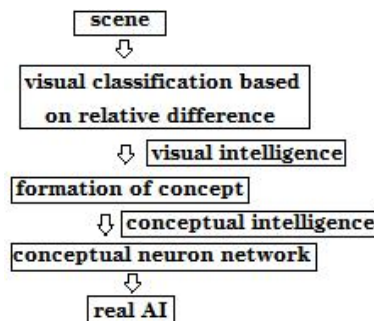 scene
visual classification based
on relative difference
visual intelligence
formation of concept
conceptual intelligence
conceptual neuron network
real AI